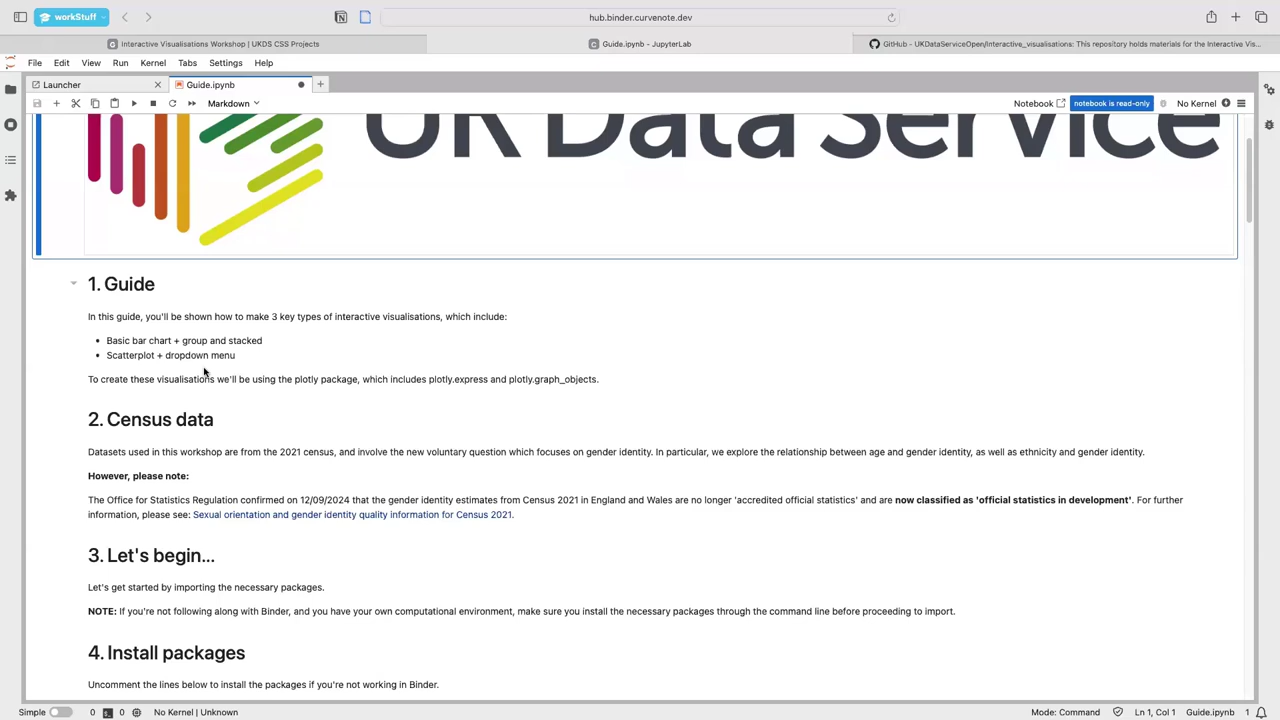 workStuff
hub.binder.curvenote.dev
Interactive Visualisations Workshop | UKDS CSS Projects
Guide.ipynb - JupyterLab
GitHub - UKDataServiceOpen/Interactive_visualisations: This repository holds materials for the Interactive Vis...
File Edit View Run Kernel Tabs Settings Help
Launcher
Guide.ipynb
Markdown
Notebook
notebook is read-only
No Kernel
UK Data Service
1. Guide
In this guide, you'll be shown how to make 3 key types of interactive visualisations, which include:
• Basic bar chart + group and stacked
• Scatterplot + dropdown menu
To create these visualisations we'll be using the plotly package, which includes plotly.express and plotly.graph_objects.
2. Census data
Datasets used in this workshop are from the 2021 census, and involve the new voluntary question which focuses on gender identity. In particular, we explore the relationship between age and gender identity, as well as ethnicity and gender identity.
However, please note:
The Office for Statistics Regulation confirmed on 12/09/2024 that the gender identity estimates from Census 2021 in England and Wales are no longer 'accredited official statistics' and are now classified as 'official statistics in development'. For further
information, please see: Sexual orientation and gender identity quality information for Census 2021.
3. Let's begin...
Let's get started by importing the necessary packages.
NOTE: If you're not following along with Binder, and you have your own computational environment, make sure you install the necessary packages through the command line before proceeding to import.
4. Install packages
Uncomment the lines below to install the packages if you're not working in Binder.
Simple 0 0 No Kernel | Unknown
Mode: Command Ln 1, Col 1 Guide.ipynb 1